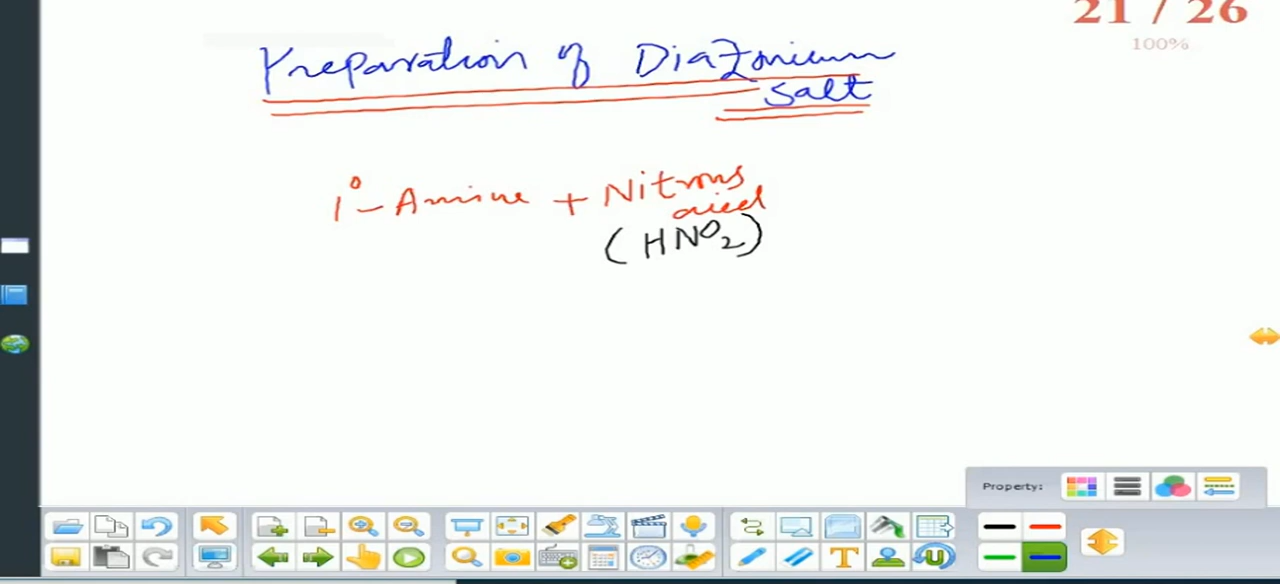 21 / 26
100%
Preparation of Diazonium
salt
1°-Amine + Nitrous
acid
(HNO2)
Property: